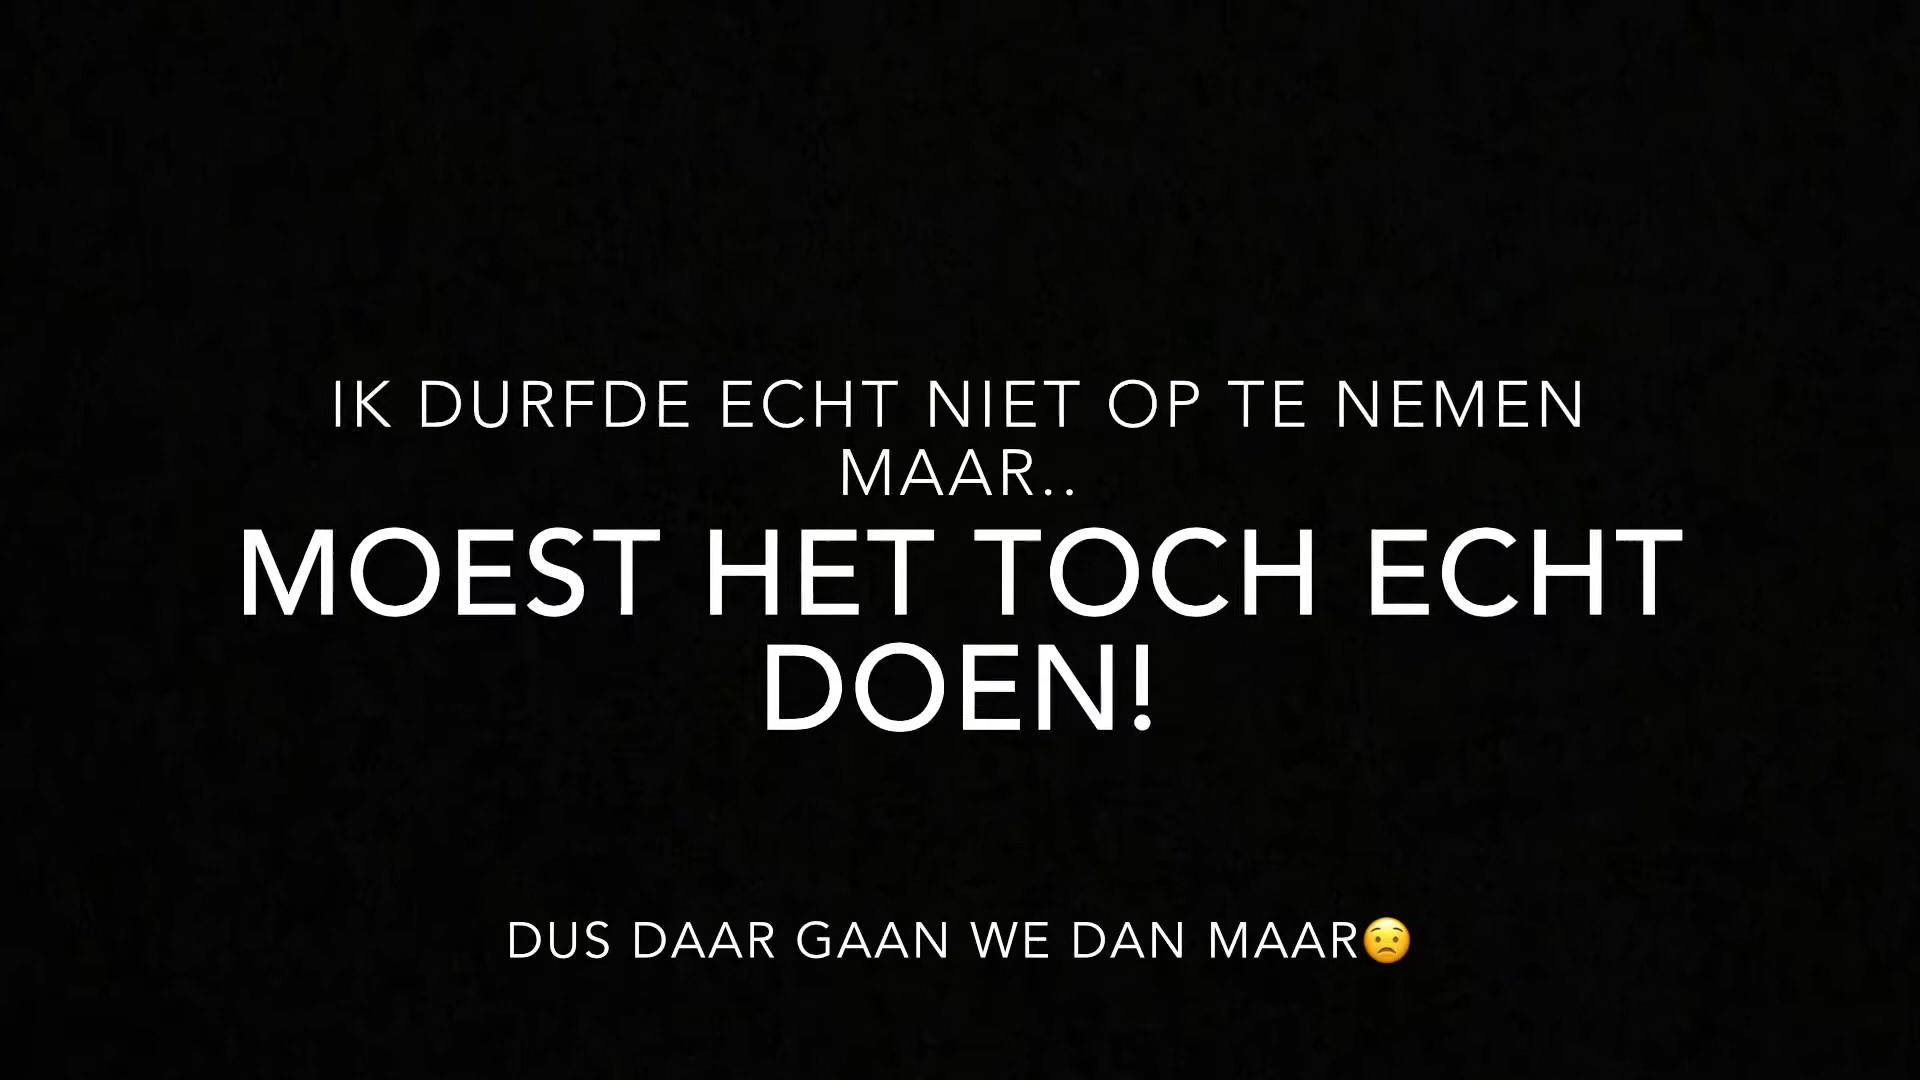 IK DURFDE ECHT NIET OP TE NEMEN
MAAR..
MOEST HET TOCH ECHT
DOEN!
DUS DAAR GAAN WE DAN MAAR😟